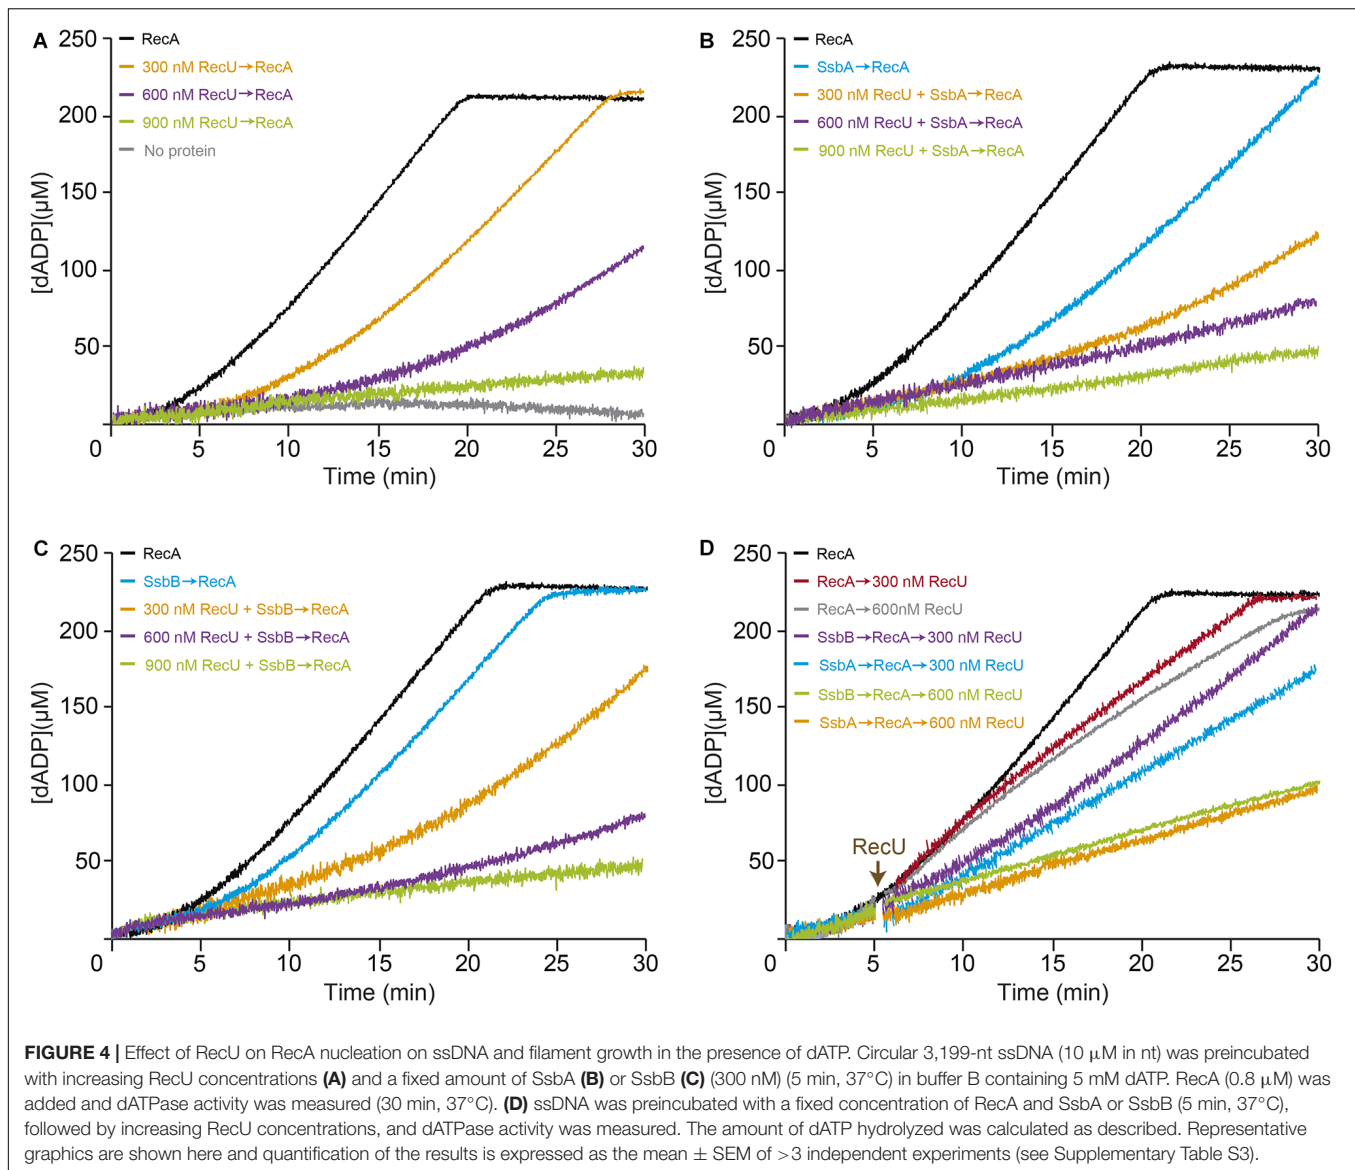 A
250
200
150
100
50
0
5
10
15
20
25
30
[dADP](µM)
Time (min)
RecA
300 nM RecU→RecA
600 nM RecU→RecA
900 nM RecU→RecA
No protein
B
250
200
150
100
50
0
5
10
15
20
25
30
[dADP](µM)
Time (min)
RecA
SsbA→RecA
300 nM RecU + SsbA→RecA
600 nM RecU + SsbA→RecA
900 nM RecU + SsbA→RecA
C
250
200
150
100
50
0
5
10
15
20
25
30
[dADP](µM)
Time (min)
RecA
SsbB→RecA
300 nM RecU + SsbB→RecA
600 nM RecU + SsbB→RecA
900 nM RecU + SsbB→RecA
D
250
200
150
100
50
0
5
10
15
20
25
30
[dADP](µM)
Time (min)
RecA
RecA→300 nM RecU
RecA→600nM RecU
SsbB→RecA→300 nM RecU
SsbA→RecA→300 nM RecU
SsbB→RecA→600 nM RecU
SsbA→RecA→600 nM RecU
RecU
FIGURE 4 | Effect of RecU on RecA nucleation on ssDNA and filament growth in the presence of dATP. Circular 3,199-nt ssDNA (10 µM in nt) was preincubated
with increasing RecU concentrations (A) and a fixed amount of SsbA (B) or SsbB (C) (300 nM) (5 min, 37°C) in buffer B containing 5 mM dATP. RecA (0.8 µM) was
added and dATPase activity was measured (30 min, 37°C). (D) ssDNA was preincubated with a fixed concentration of RecA and SsbA or SsbB (5 min, 37°C),
followed by increasing RecU concentrations, and dATPase activity was measured. The amount of dATP hydrolyzed was calculated as described. Representative
graphics are shown here and quantification of the results is expressed as the mean ± SEM of >3 independent experiments (see Supplementary Table S3).